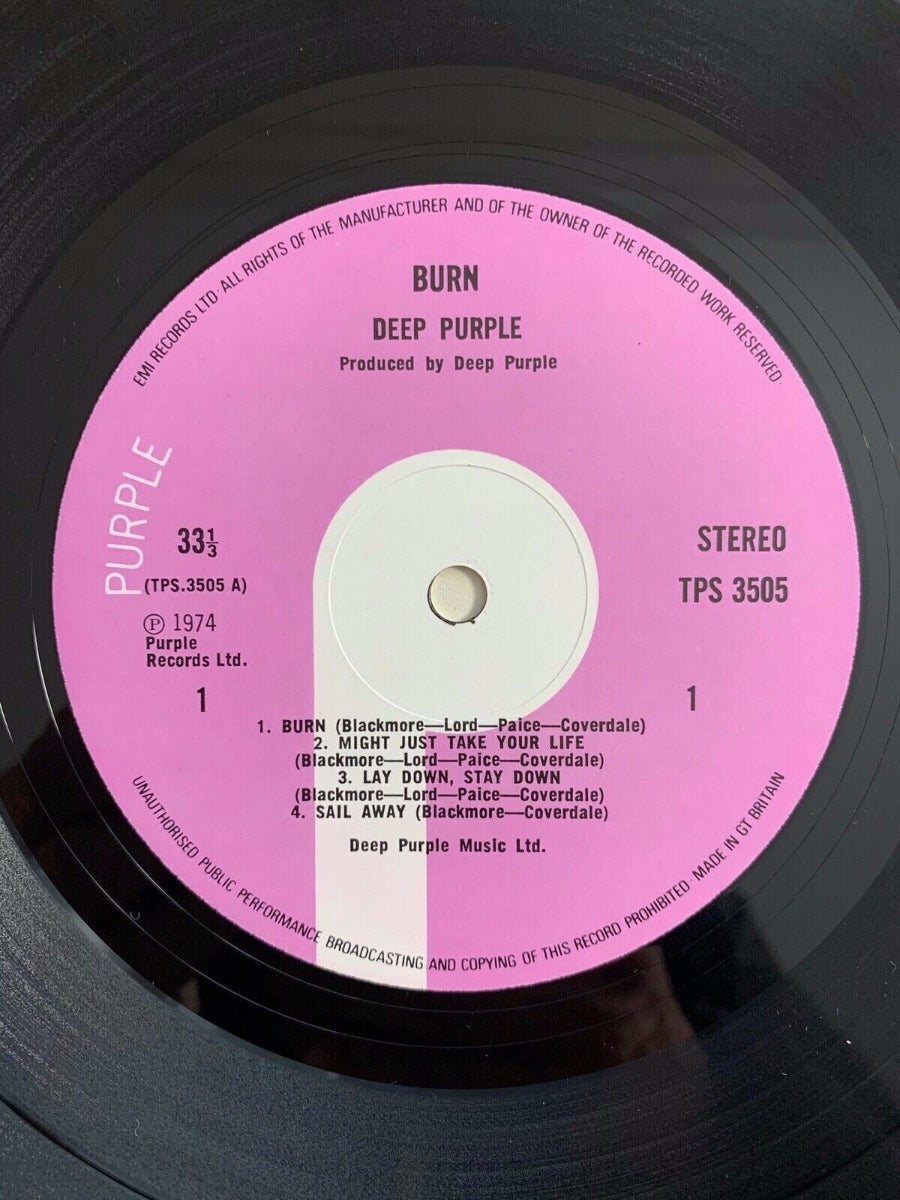 EMI RECORDS LTD·ALL RIGHTS OF THE MANUFACTURER AND OF THE OWNER OF THE RECORDED WORK RESERVED
BURN
DEEP PURPLE
Produced by Deep Purple
PURPLE
33⅓
(TPS.3505 A)
Ⓟ 1974
Purple
Records Ltd.
1
STEREO
TPS 3505
1
1. BURN (Blackmore—Lord—Paice—Coverdale)
2. MIGHT JUST TAKE YOUR LIFE
(Blackmore—Lord—Paice—Coverdale)
3. LAY DOWN, STAY DOWN
(Blackmore—Lord—Paice—Coverdale)
4. SAIL AWAY (Blackmore—Coverdale)
Deep Purple Music Ltd.
UNAUTHORISED PUBLIC PERFORMANCE BROADCASTING AND COPYING OF THIS RECORD PROHIBITED·MADE IN GT BRITAIN